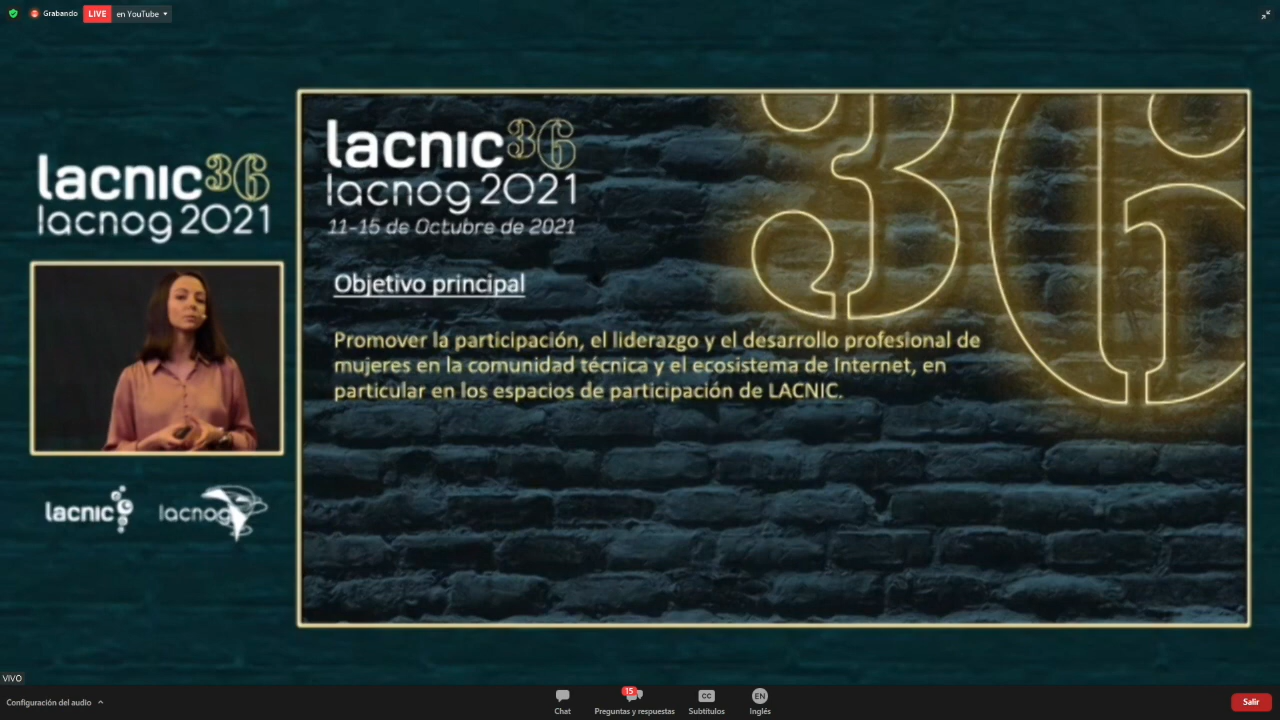 Grabando
LIVE
en YouTube
lacnic36
lacnog 2021
lacnic
lacnog
lacnic36
lacnog 2021
11-15 de Octubre de 2021
36
Objetivo principal
Promover la participación, el liderazgo y el desarrollo profesional de
mujeres en la comunidad técnica y el ecosistema de Internet, en
particular en los espacios de participación de LACNIC.
VIVO
Configuración del audio
Chat
15
Preguntas y respuestas
CC
Subtítulos
EN
Inglés
Salir